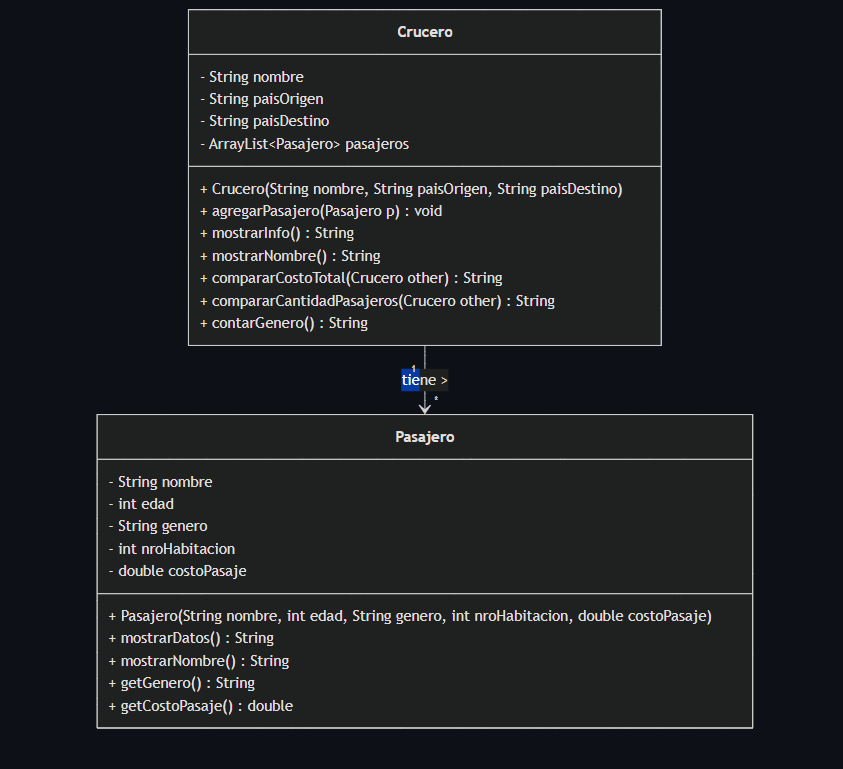 Crucero
- String nombre
- String paisOrigen
- String paisDestino
- ArrayList<Pasajero> pasajeros
+ Crucero(String nombre, String paisOrigen, String paisDestino)
+ agregarPasajero(Pasajero p) : void
+ mostrarInfo() : String
+ mostrarNombre() : String
+ compararCostoTotal(Crucero other) : String
+ compararCantidadPasajeros(Crucero other) : String
+ contarGenero() : String
1
tiene >
*
Pasajero
- String nombre
- int edad
- String genero
- int nroHabitacion
- double costoPasaje
+ Pasajero(String nombre, int edad, String genero, int nroHabitacion, double costoPasaje)
+ mostrarDatos() : String
+ mostrarNombre() : String
+ getGenero() : String
+ getCostoPasaje() : double